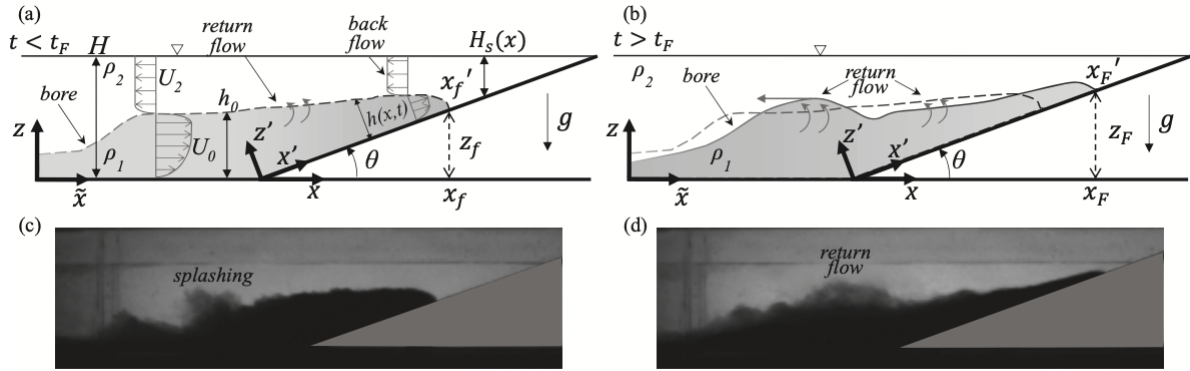 (a)
t < t_F
H
return
flow
back
flow
H_s(x)
ρ_2
U_2
x_f'
bore
h_0
h(x,t)
g
z
ρ_1
U_0
z'
x'
θ
z_f
x̃
x
x_f
(b)
t > t_F
ρ_2
return
flow
x_F'
bore
g
z
ρ_1
z'
x'
θ
z_F
x̃
x
x_F
(c)
splashing
(d)
return
flow